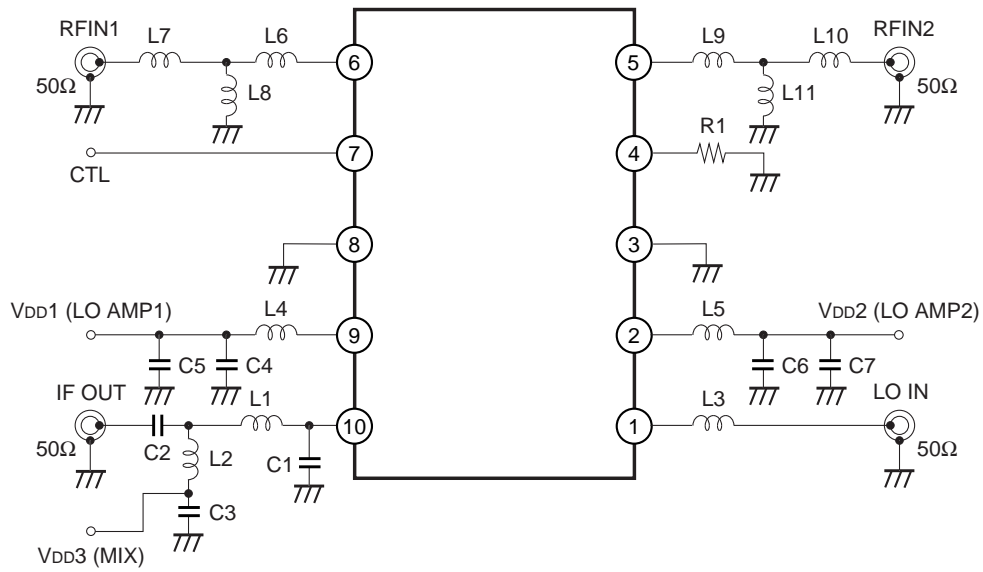 RFIN1
50Ω
L7
L6
L8
6
CTL
7
8
VDD1 (LO AMP1)
L4
9
C5
C4
IF OUT
50Ω
L1
10
C2
L2
C1
C3
VDD3 (MIX)
5
L9
L10
RFIN2
50Ω
L11
4
R1
3
2
L5
VDD2 (LO AMP2)
C6
C7
1
L3
LO IN
50Ω